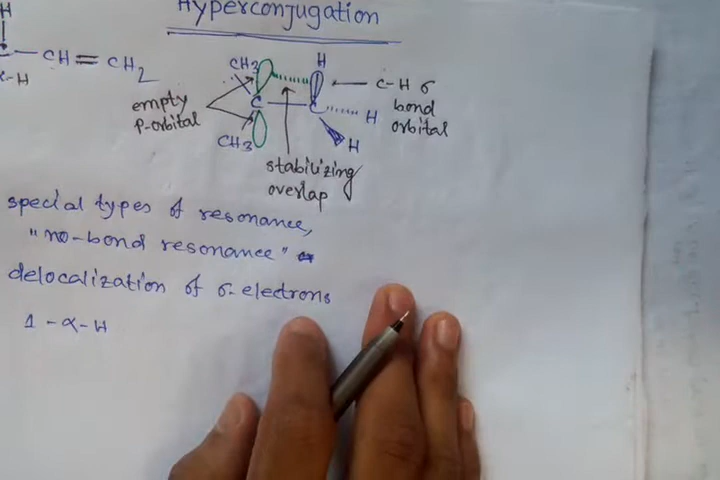 Hyperconjugation
H
CH = CH2
α-H
CH3
H
C
C
H
H
CH3
C-H σ
bond
orbital
empty
P-orbital
stabilizing
overlap
special types of resonance,
"no-bond resonance"
delocalization of σ-electrons
1-α-H